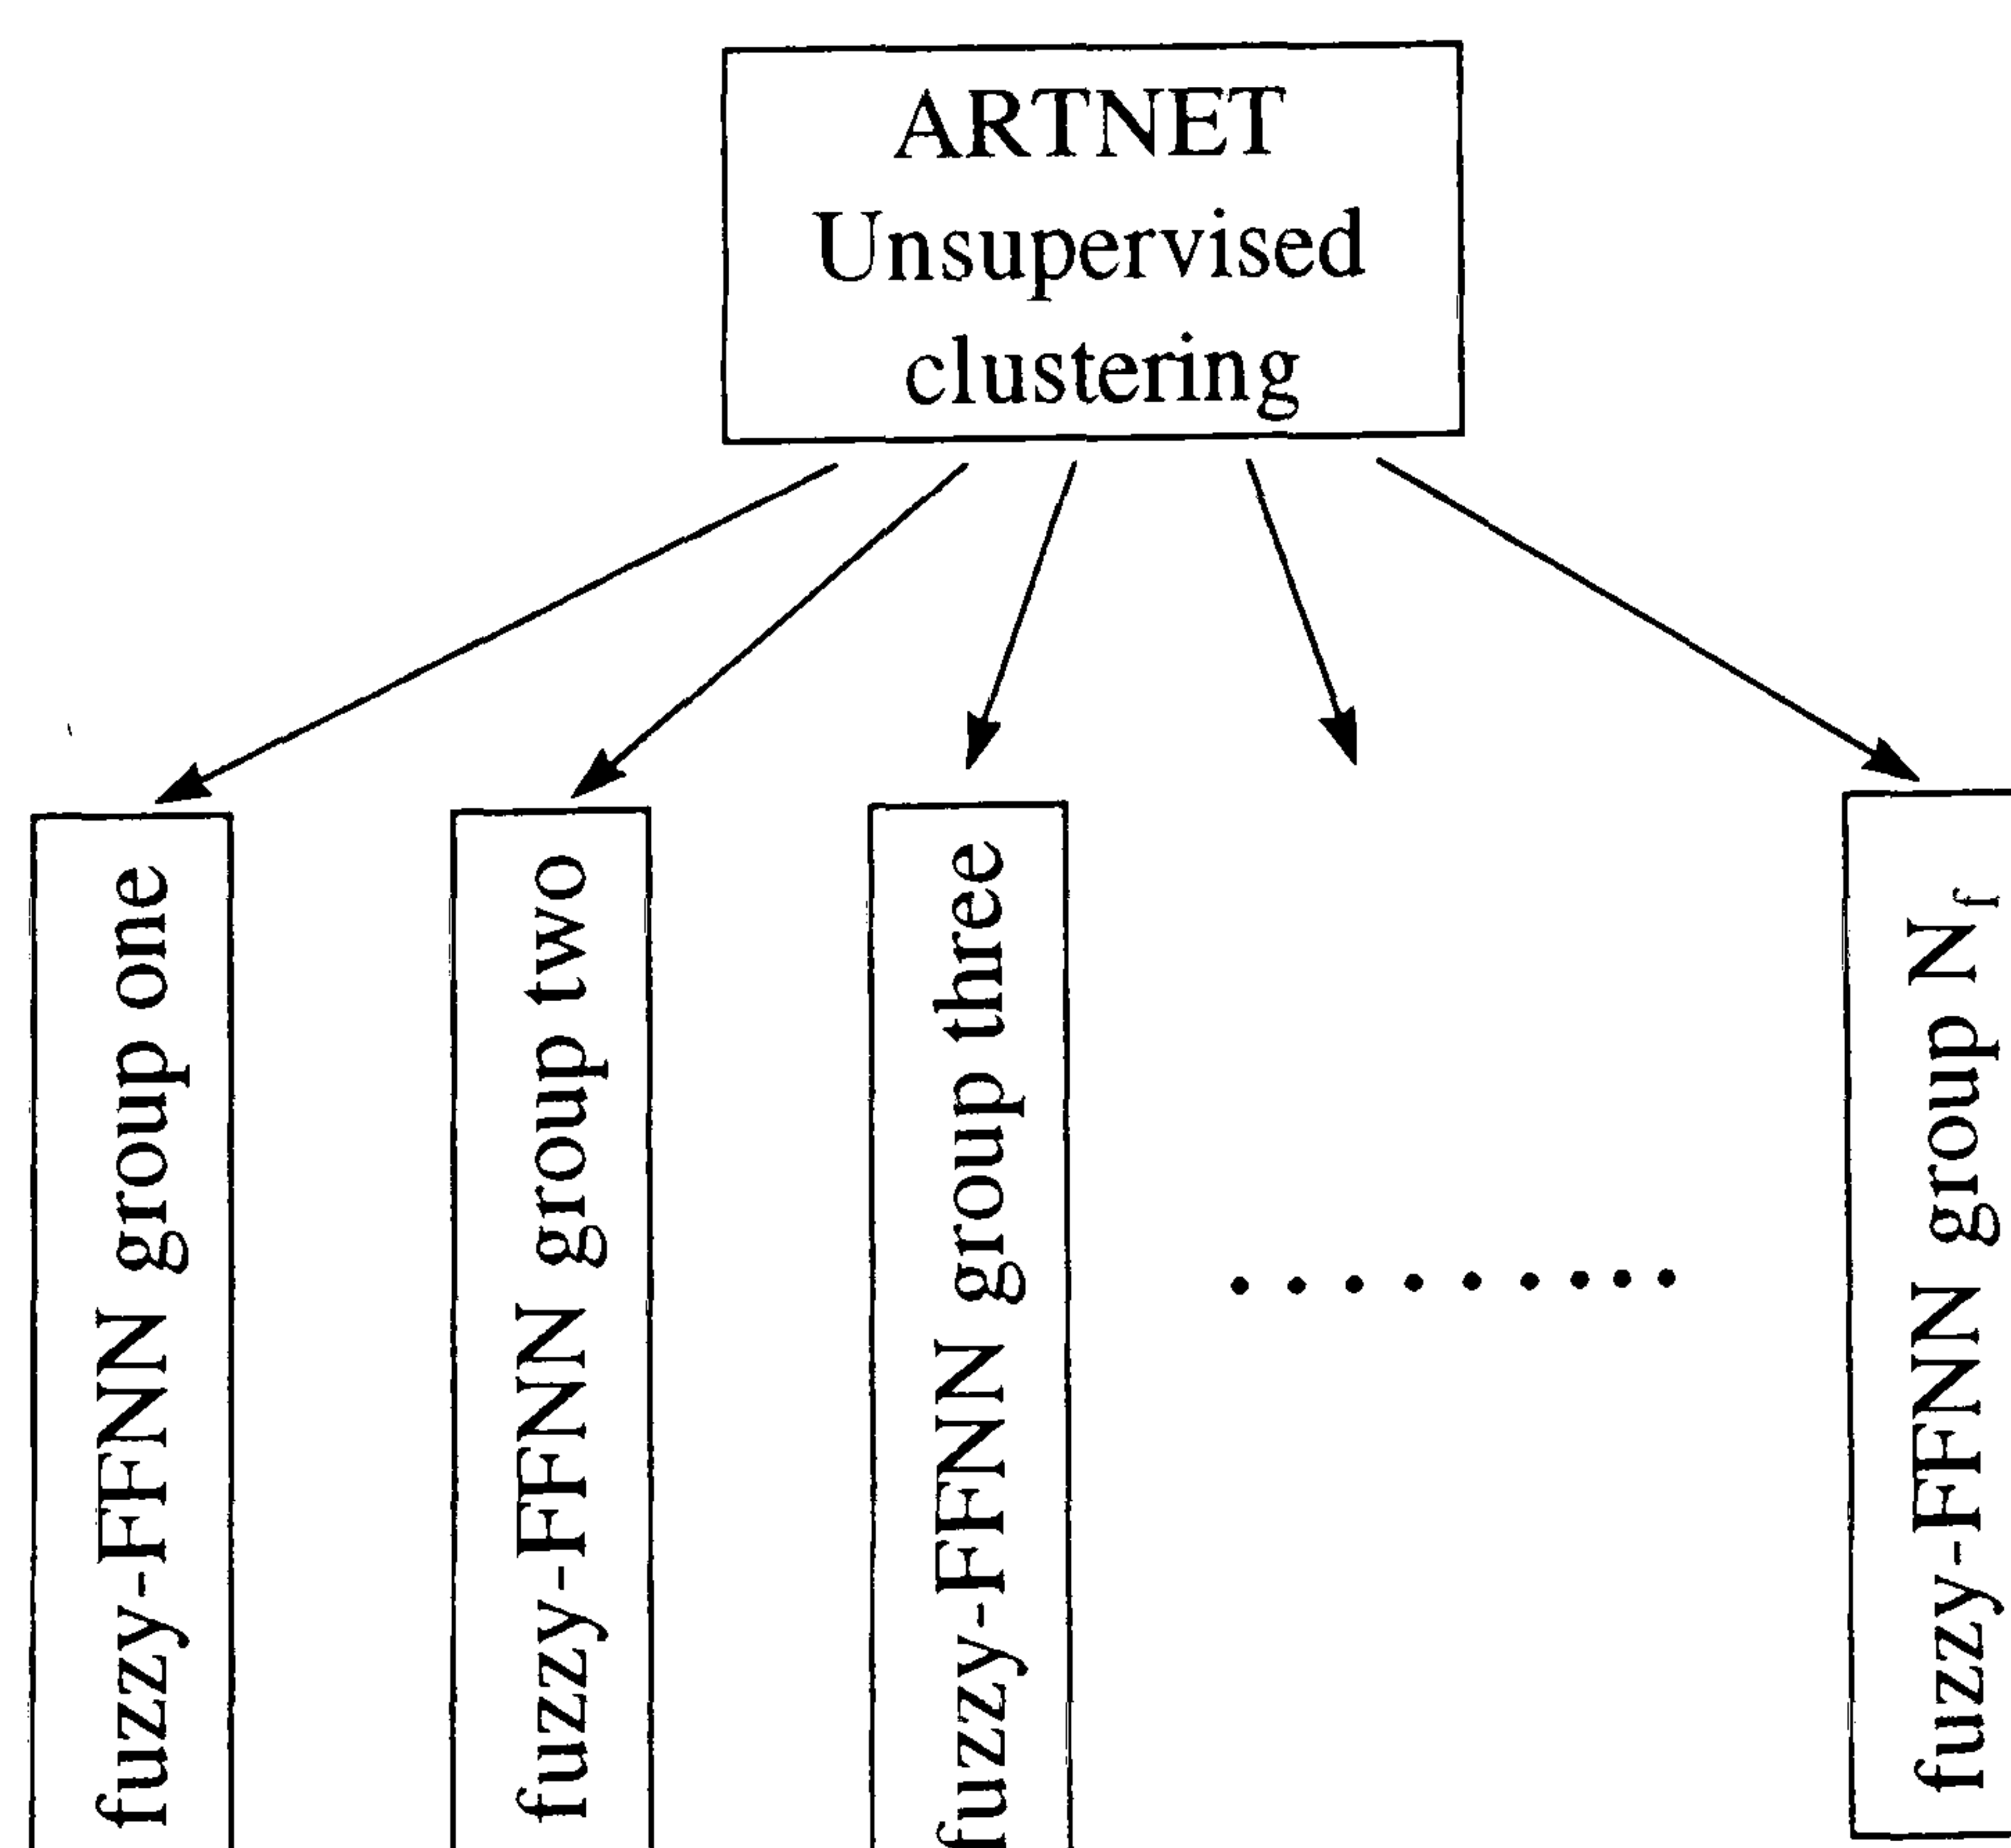 ARTNET
Unsupervised
clustering
fuzzy-FFNN group one
fuzzy-FFNN group two
fuzzy-FFNN group three
.........
fuzzy-FFNN group N f